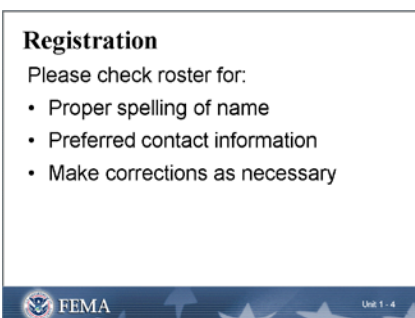 Registration
Please check roster for:
• Proper spelling of name
• Preferred contact information
• Make corrections as necessary
FEMA
Unit 1 - 4